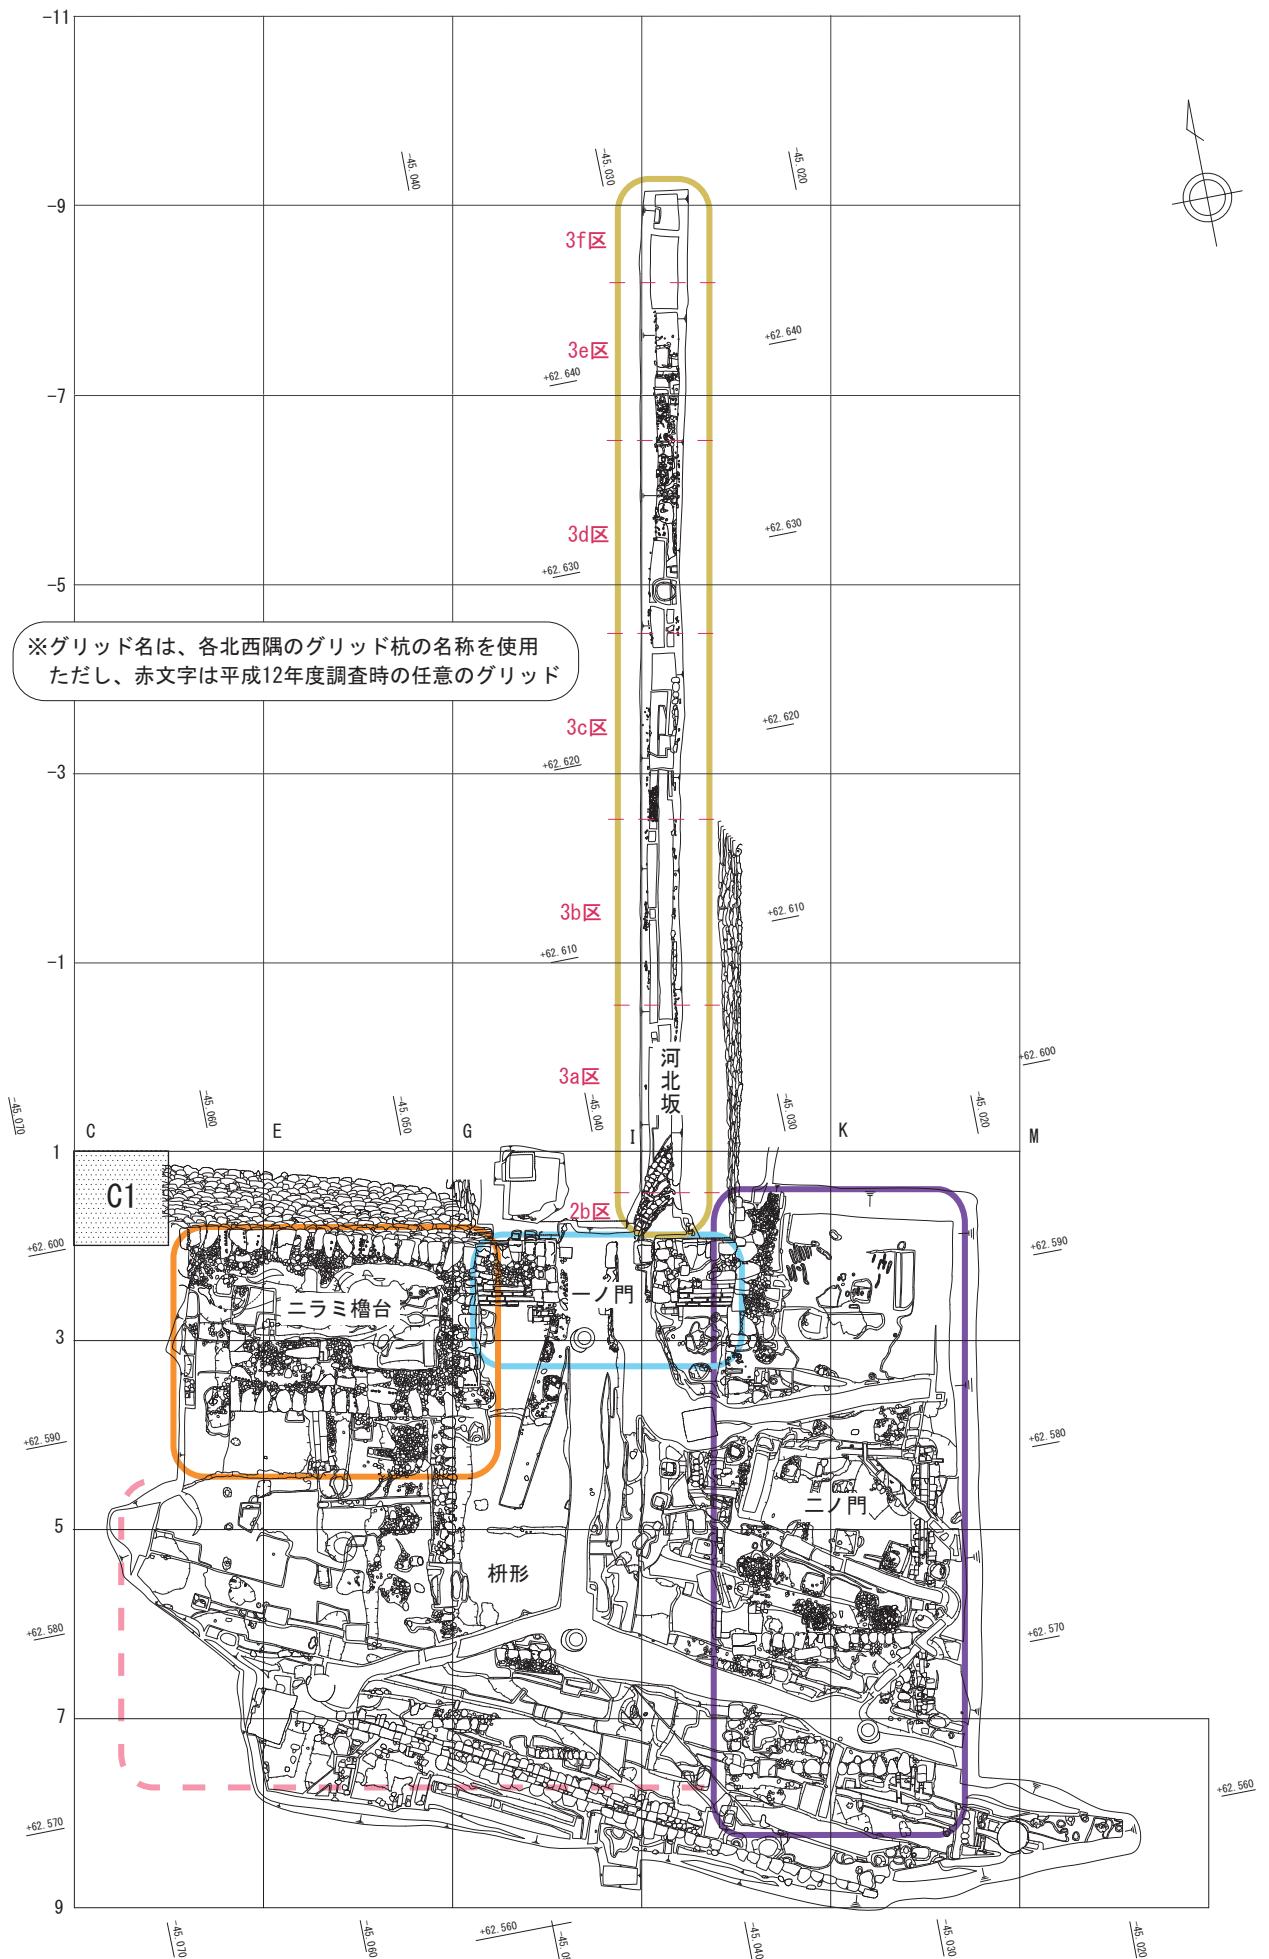 -11
-45.040
-45.030
-45.020
-9
3f区
+62.640
3e区
+62.640
-7
+62.630
3d区
+62.630
-5
※グリッド名は、各北西隅のグリッド杭の名称を使用
ただし、赤文字は平成12年度調査時の任意のグリッド
+62.620
3c区
+62.620
-3
3b区
+62.610
+62.610
-1
河北坂
3a区
+62.600
-45.070
-45.060
-45.050
-45.040
-45.030
-45.020
C
E
G
I
K
M
1
C1
2b区
+62.600
+62.590
ニラミ櫓台
一ノ門
3
+62.590
+62.580
二ノ門
5
枡形
+62.580
+62.570
7
+62.560
+62.570
9
-45.070
-45.060
+62.560
-45.040
-45.030
-45.020